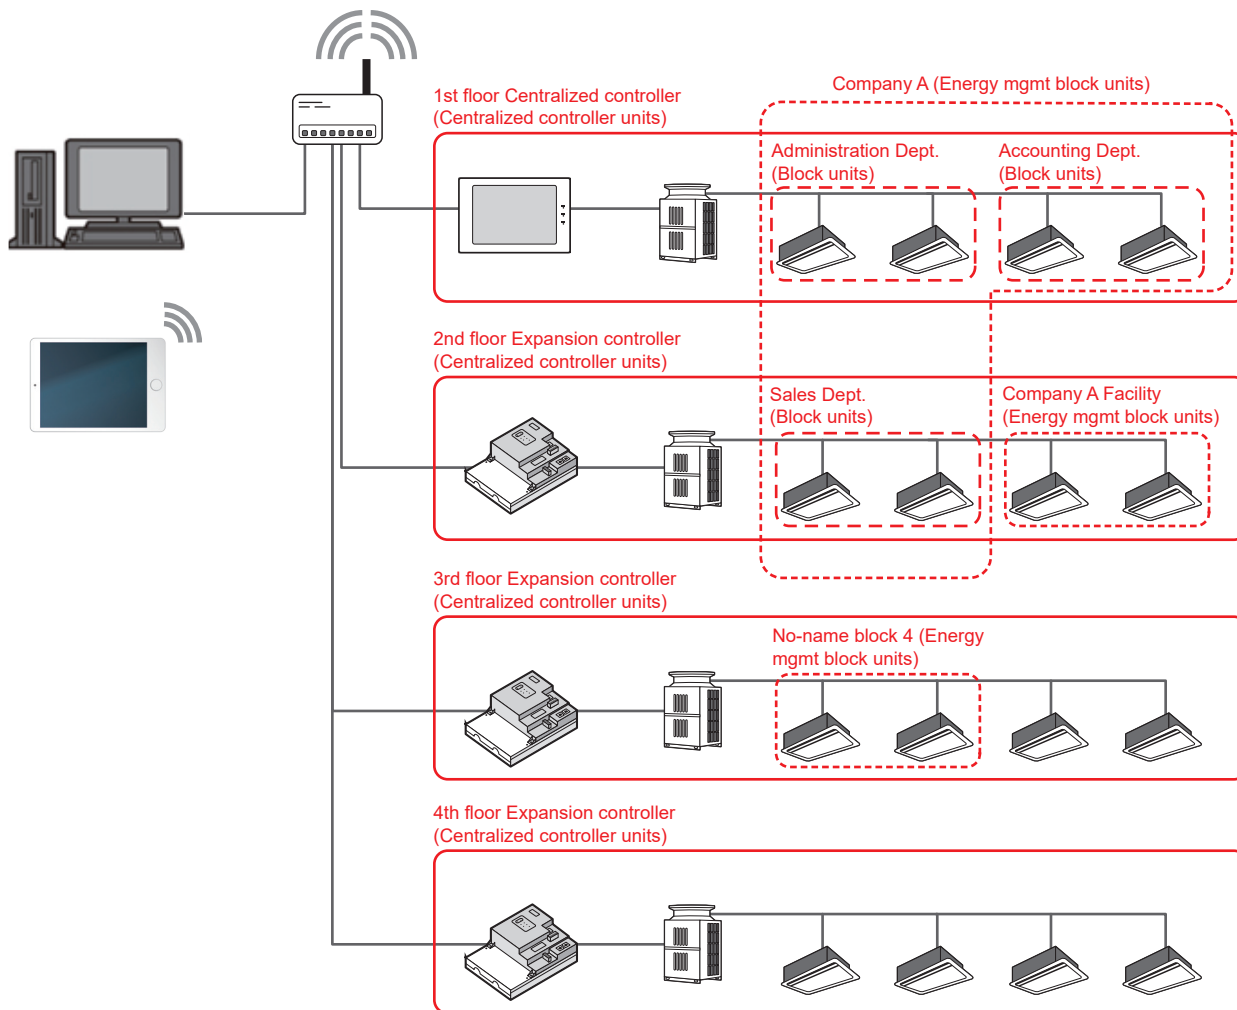 1st floor Centralized controller
(Centralized controller units)
Company A (Energy mgmt block units)
Administration Dept.
(Block units)
Accounting Dept.
(Block units)
2nd floor Expansion controller
(Centralized controller units)
Sales Dept.
(Block units)
Company A Facility
(Energy mgmt block units)
3rd floor Expansion controller
(Centralized controller units)
No-name block 4 (Energy
mgmt block units)
4th floor Expansion controller
(Centralized controller units)